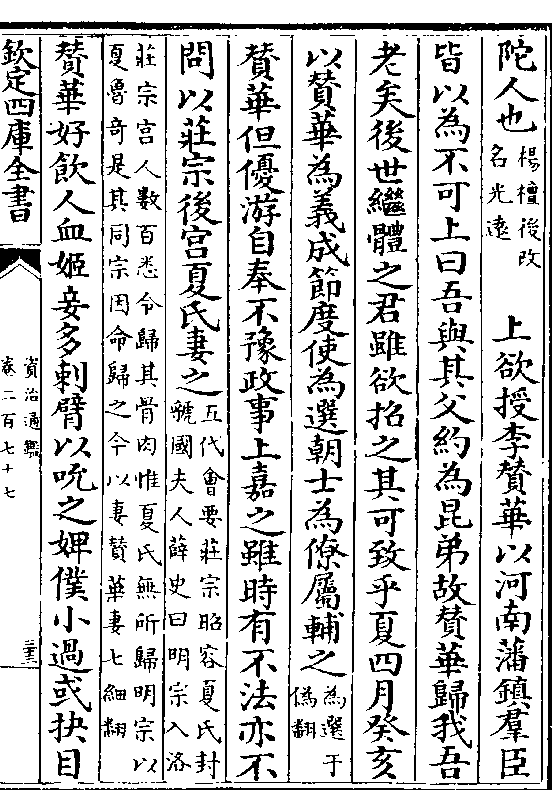 陀人也楊檀後改名光遠　上欲授李贊華以河南藩鎮羣臣
皆以為不可上曰吾與其父約為昆弟故贊華歸我吾
老矣後世繼體之君雖欲招之其可致乎夏四月癸亥
以贊華為義成節度使為選朝士為僚屬輔之為選于偽翻
贊華但優游自奉不豫政事上嘉之雖時有不法亦不
問以莊宗後宮夏氏妻之五代會要莊宗昭容夏氏封虢國夫人薛史曰明宗入洛
莊宗宮人數百悉令歸其骨肉惟夏氏無所歸明宗以
夏魯奇是其同宗因命歸之今以妻贊華妻七細翻
贊華好飲人血姬妾多刺臂以吮之婢僕小過或抉目
欽定四庫全書
資治通鑑
卷二百七十七
三十三